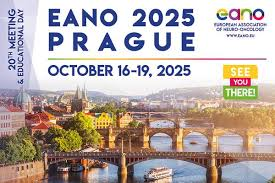 20TH MEETING
& EDUCATIONAL DAY
EANO 2025
PRAGUE
OCTOBER 16-19, 2025
eano
EUROPEAN ASSOCIATION
OF NEURO-ONCOLOGY
WWW.EANO.EU
SEE
YOU
THERE!